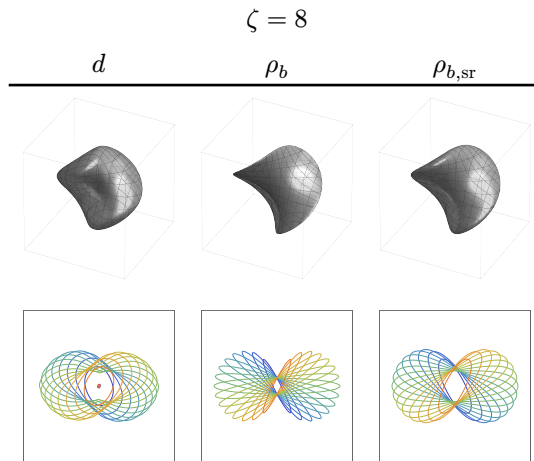 ζ = 8
d ρ_b ρ_{b,sr}